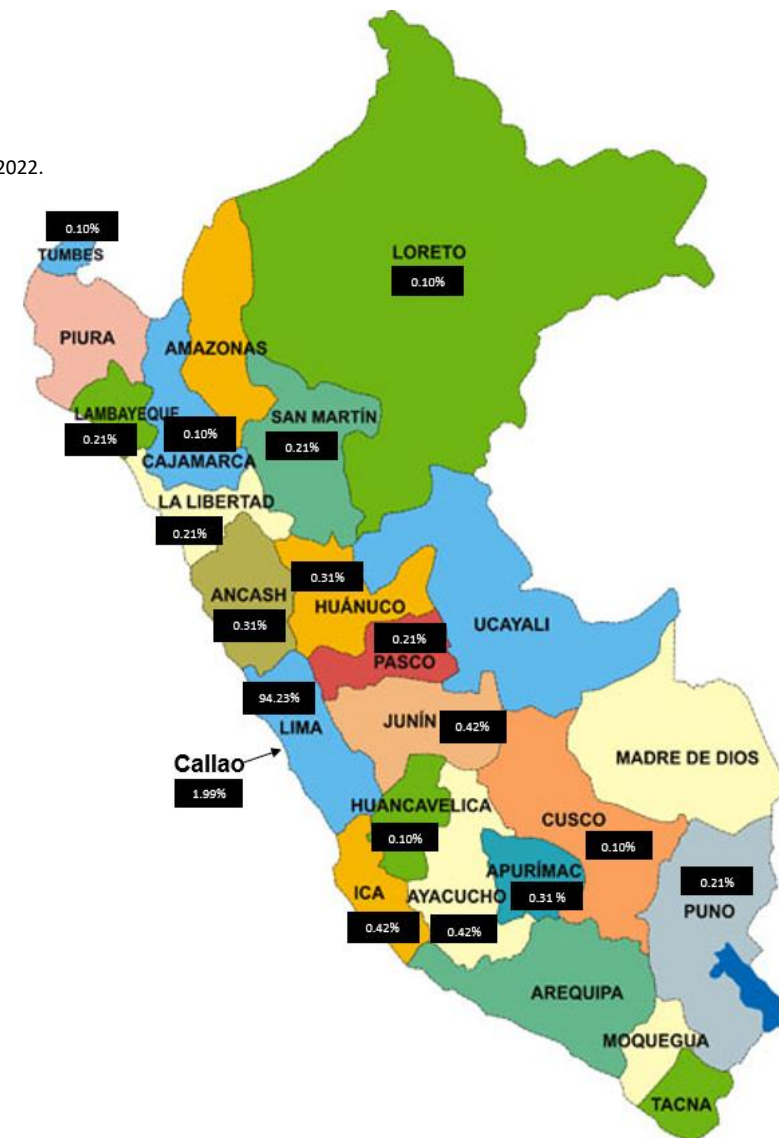 2022.
0.10%
TUMBES
LORETO
0.10%
PIURA
AMAZONAS
LAMBAYEQUE
0.21%
0.10%
CAJAMARCA
SAN MARTÍN
0.21%
LA LIBERTAD
0.21%
0.31%
HUÁNUCO
ANCASH
0.31%
UCAYALI
0.21%
PASCO
94.23%
LIMA
JUNÍN
0.42%
Callao
1.99%
MADRE DE DIOS
HUANCAVELICA
0.10%
CUSCO
0.10%
APURÍMAC
0.31 %
ICA
0.42%
AYACUCHO
0.42%
0.21%
PUNO
AREQUIPA
MOQUEGUA
TACNA